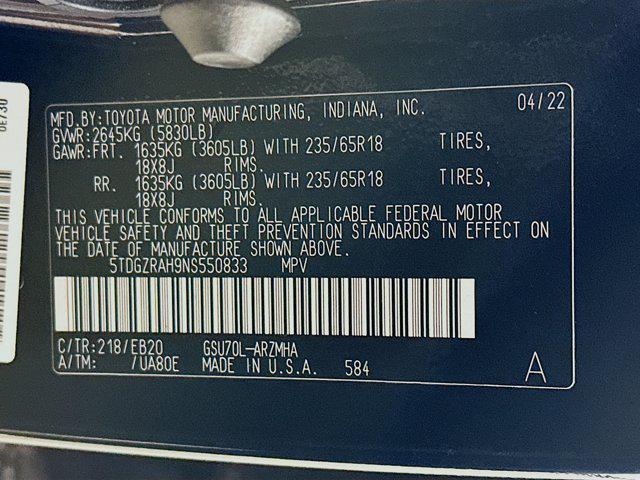 MFD.BY:TOYOTA MOTOR MANUFACTURING, INDIANA, INC. 04/22
GVWR:2645KG (5830LB)
GAWR:FRT. 1635KG (3605LB) WITH 235/65R18 TIRES,
18X8J RIMS.
RR. 1635KG (3605LB) WITH 235/65R18 TIRES,
18X8J RIMS.
THIS VEHICLE CONFORMS TO ALL APPLICABLE FEDERAL MOTOR
VEHICLE SAFETY AND THEFT PREVENTION STANDARDS IN EFFECT ON
THE DATE OF MANUFACTURE SHOWN ABOVE.
5TDGZRAH9NS550833 MPV
C/TR:218/EB20 GSU70L-ARZMHA
A/TM: /UA80E MADE IN U.S.A. 584 A
0E730